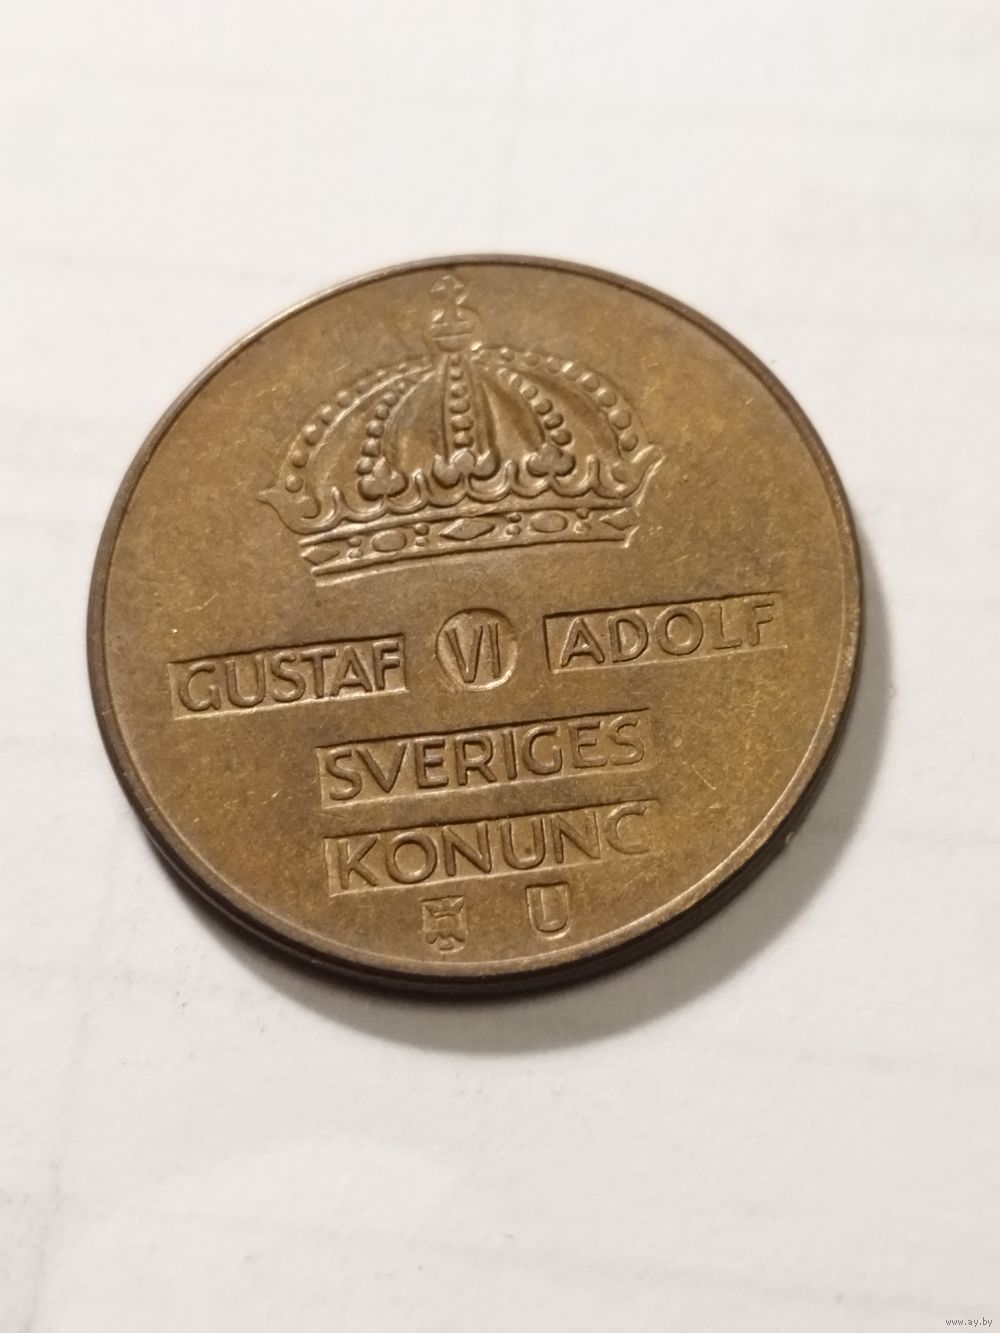 GUSTAF VI ADOLF
SVERIGES
KONUNG
U
www.ay.by